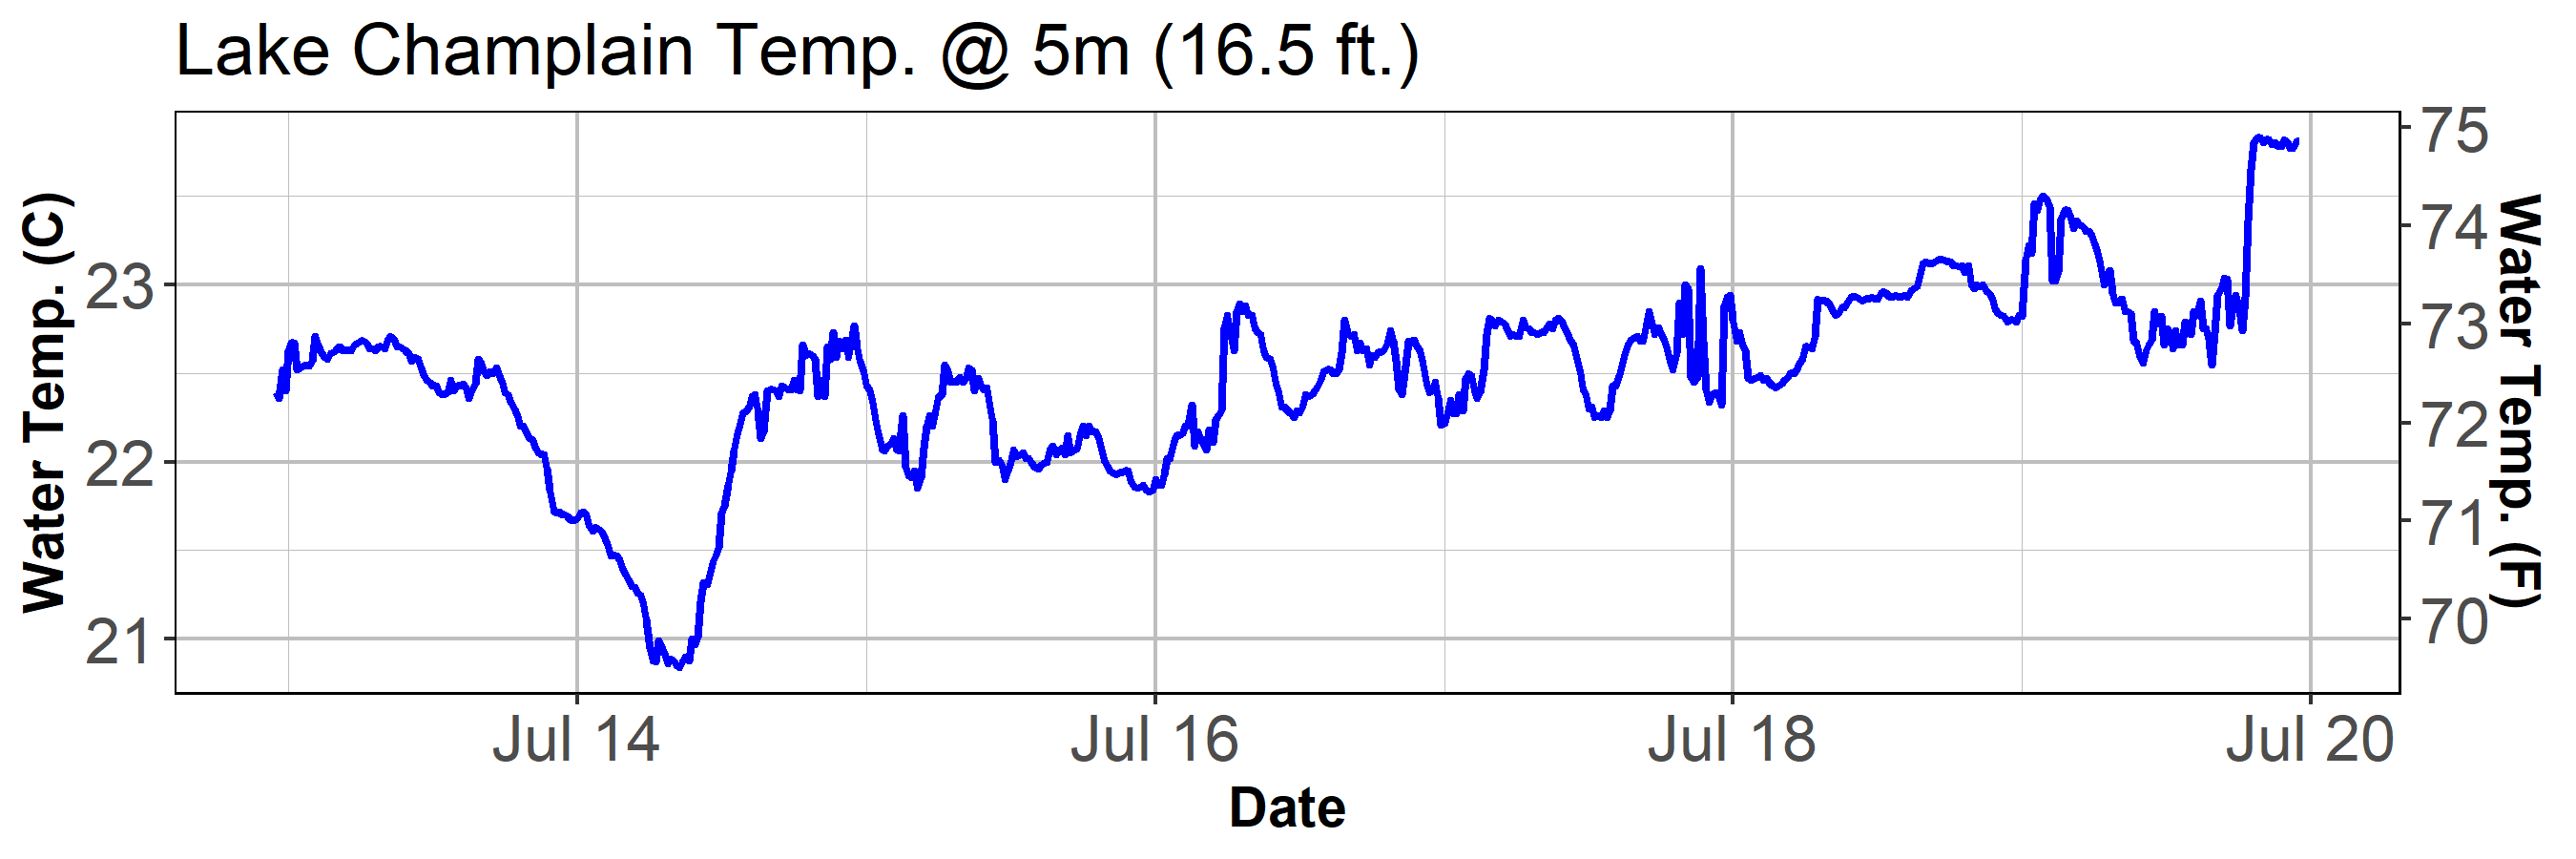 Lake Champlain Temp. @ 5m (16.5 ft.)
Water Temp. (C)
23
22
21
75
74
73
72
71
70
Water Temp. (F)
Jul 14
Jul 16
Jul 18
Jul 20
Date